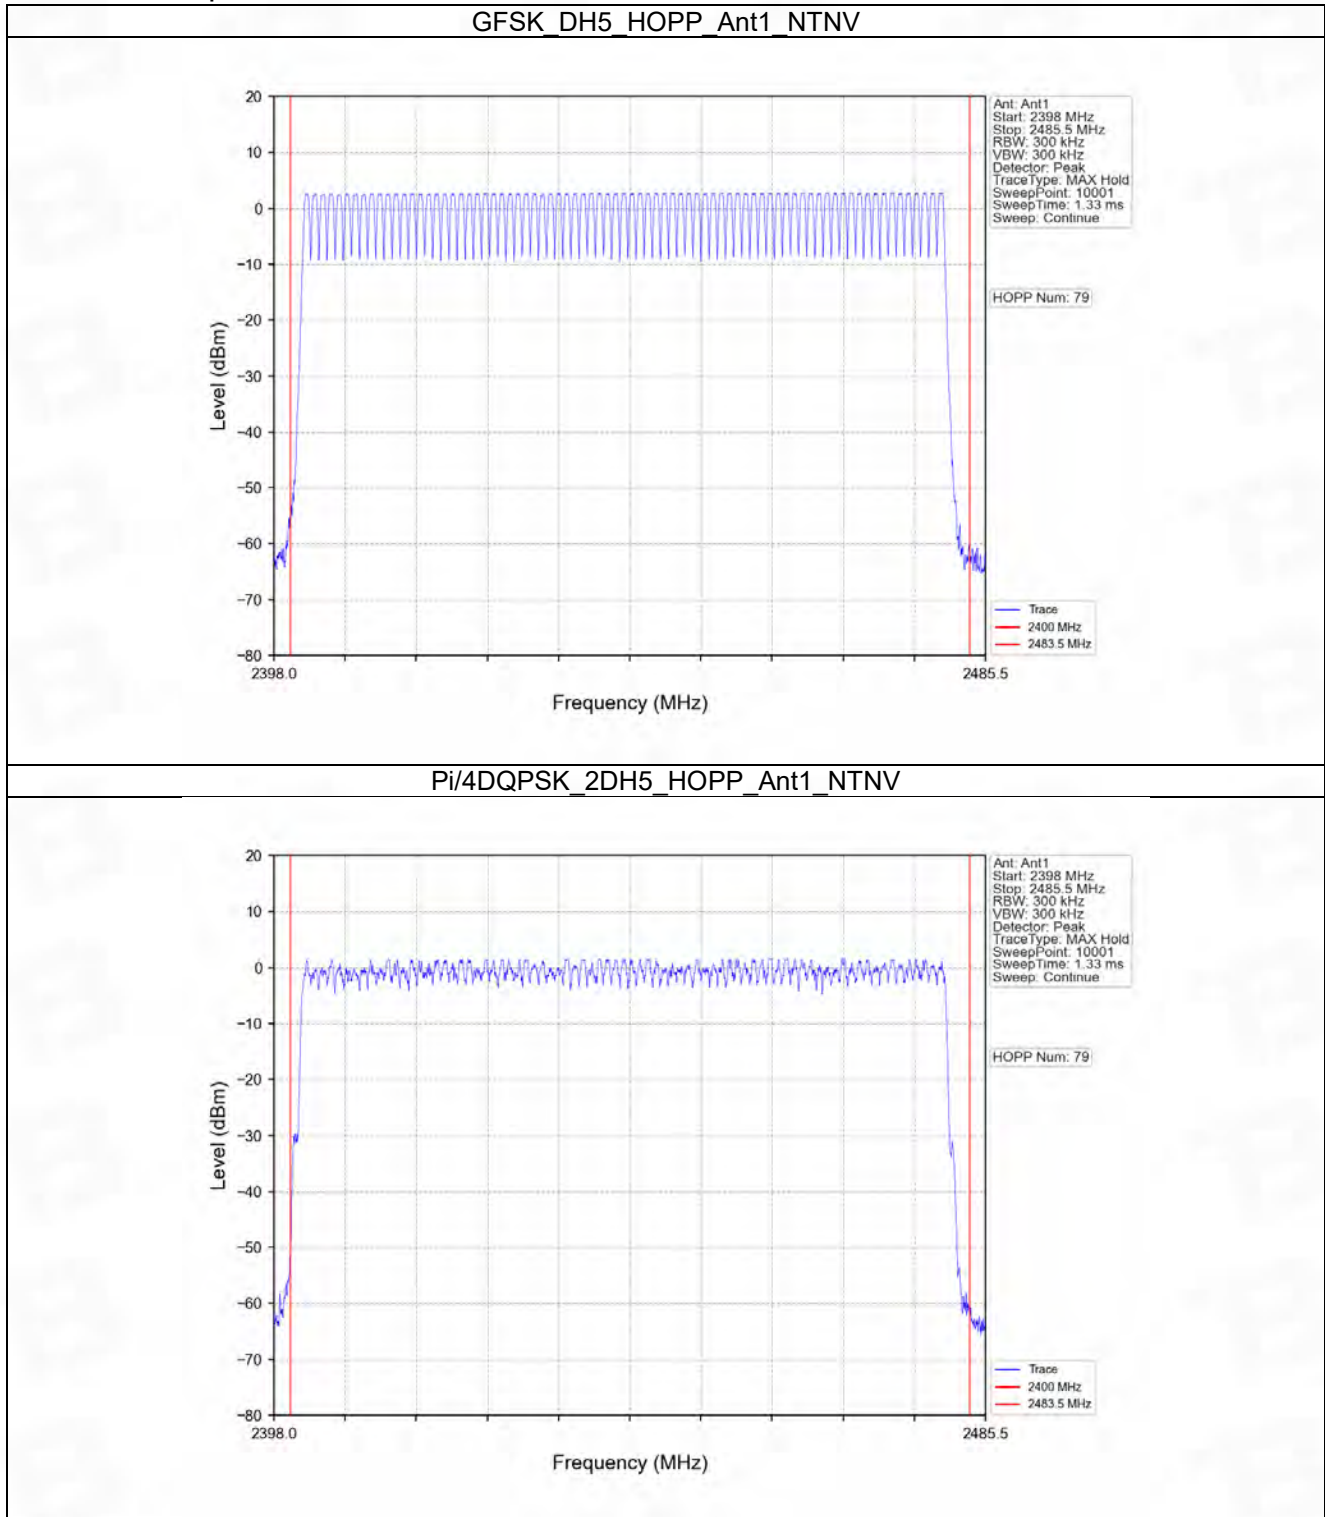 GFSK_DH5_HOPP_Ant1_NTNV
20
10
0
−10
−20
−30
−40
−50
−60
−70
−80
Level (dBm)
2398.0
2485.5
Frequency (MHz)
Ant: Ant1
Start: 2398 MHz
Stop: 2485.5 MHz
RBW: 300 kHz
VBW: 300 kHz
Detector: Peak
TraceType: MAX Hold
SweepPoint: 10001
SweepTime: 1.33 ms
Sweep: Continue
HOPP Num: 79
Trace
2400 MHz
2483.5 MHz
Pi/4DQPSK_2DH5_HOPP_Ant1_NTNV
20
10
0
−10
−20
−30
−40
−50
−60
−70
−80
Level (dBm)
2398.0
2485.5
Frequency (MHz)
Ant: Ant1
Start: 2398 MHz
Stop: 2485.5 MHz
RBW: 300 kHz
VBW: 300 kHz
Detector: Peak
TraceType: MAX Hold
SweepPoint: 10001
SweepTime: 1.33 ms
Sweep: Continue
HOPP Num: 79
Trace
2400 MHz
2483.5 MHz